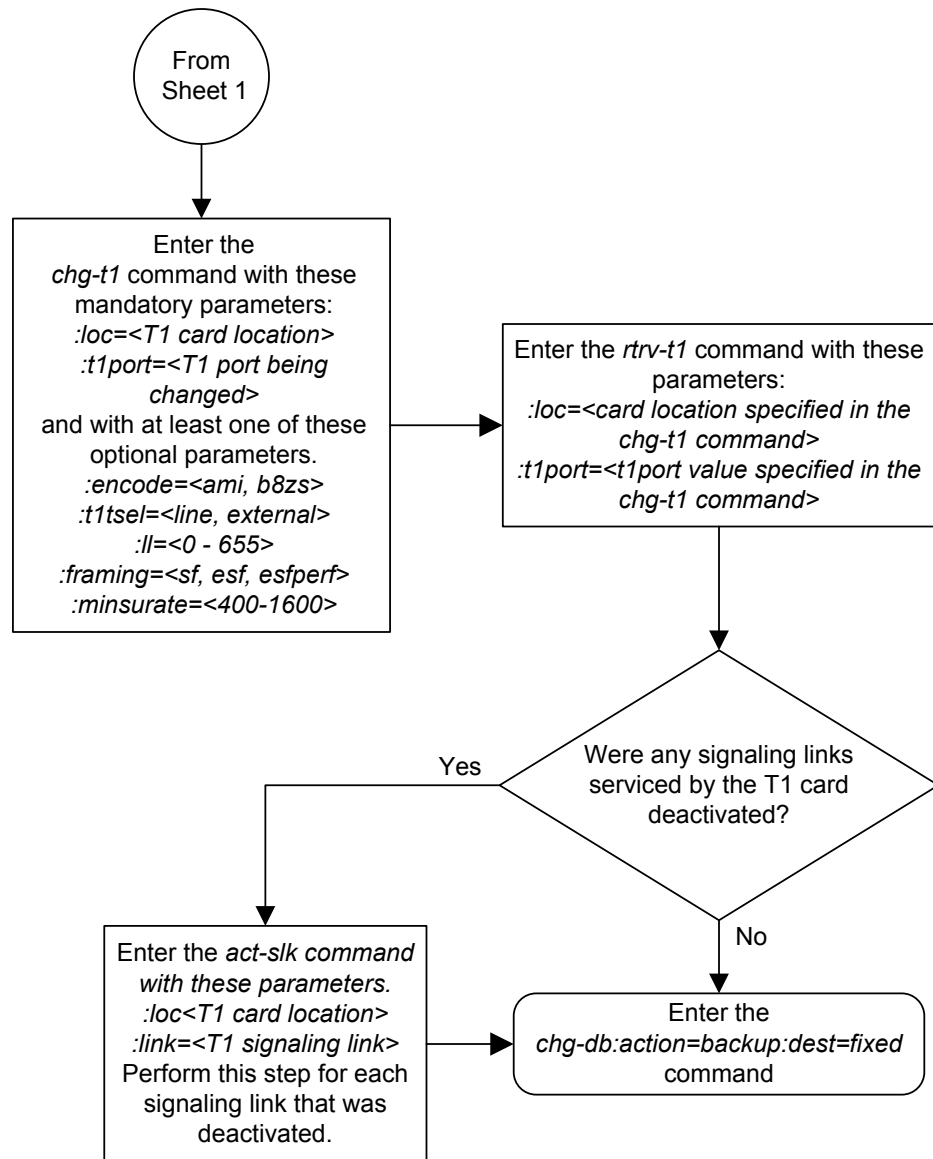 From
Sheet 1
Enter the
chg-t1 command with these
mandatory parameters:
:loc=<T1 card location>
:t1port=<T1 port being
changed>
and with at least one of these
optional parameters.
:encode=<ami, b8zs>
:t1tsel=<line, external>
:ll=<0 - 655>
:framing=<sf, esf, esfperf>
:minsurate=<400-1600>
Enter the rtrv-t1 command with these
parameters:
:loc=<card location specified in the
chg-t1 command>
:t1port=<t1port value specified in the
chg-t1 command>
Were any signaling links
serviced by the T1 card
deactivated?
Yes
No
Enter the act-slk command
with these parameters.
:loc<T1 card location>
:link=<T1 signaling link>
Perform this step for each
signaling link that was
deactivated.
Enter the
chg-db:action=backup:dest=fixed
command